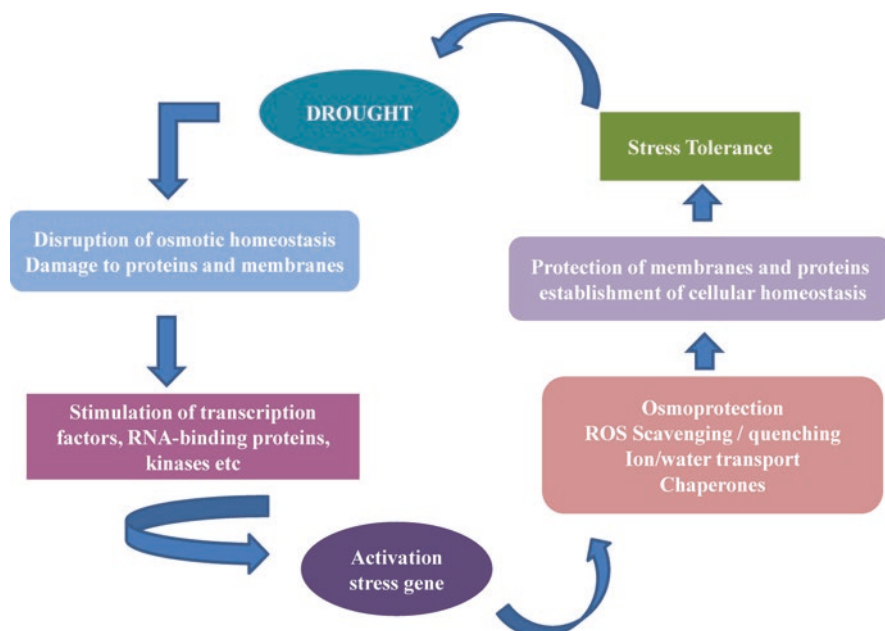 DROUGHT
Disruption of osmotic homeostasis
Damage to proteins and membranes
Stimulation of transcription
factors, RNA-binding proteins,
kinases etc
Activation
stress gene
Osmoprotection
ROS Scavenging / quenching
Ion/water transport
Chaperones
Protection of membranes and proteins
establishment of cellular homeostasis
Stress Tolerance